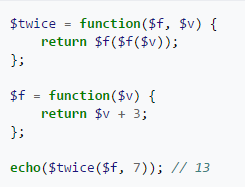 $twice = function($f, $v) {
    return $f($f($v));
};

$f = function($v) {
    return $v + 3;
};

echo($twice($f, 7)); // 13